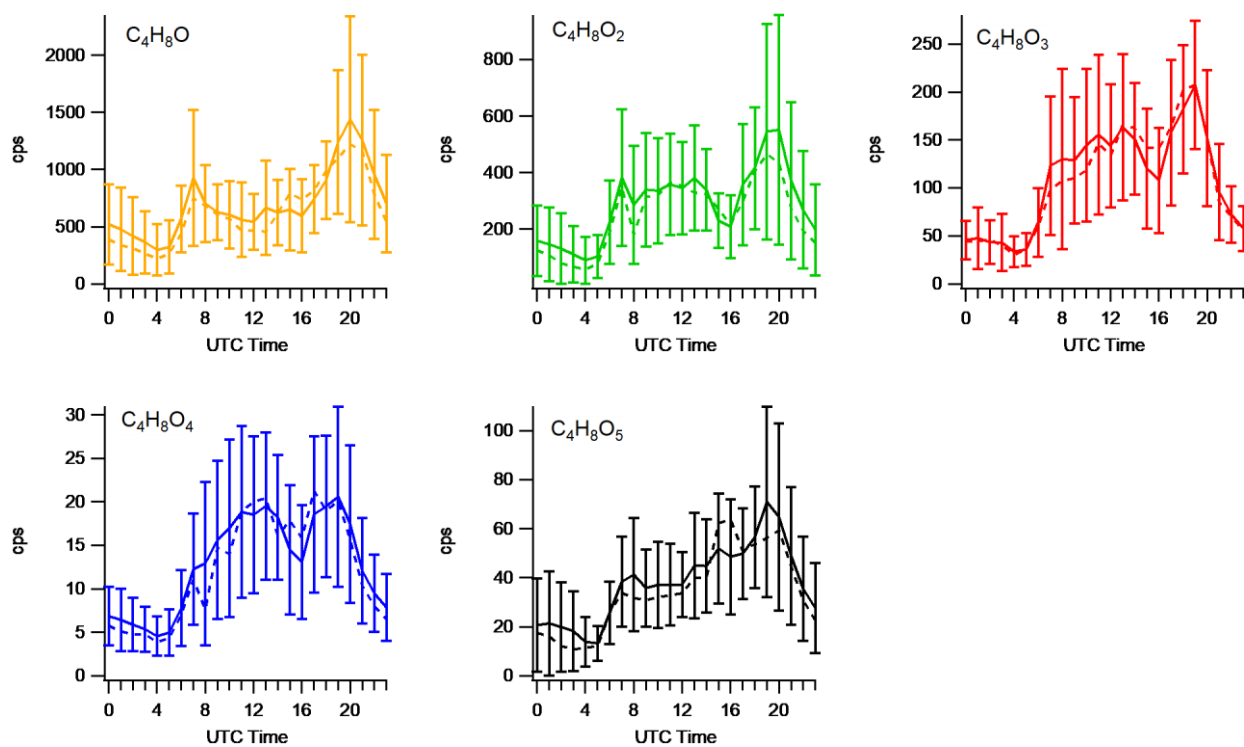 C₄H₈O
cps
2000
1500
1000
500
0
0 4 8 12 16 20
UTC Time
C₄H₈O₂
cps
800
600
400
200
0 4 8 12 16 20
UTC Time
C₄H₈O₃
cps
250
200
150
100
50
0
0 4 8 12 16 20
UTC Time
C₄H₈O₄
cps
30
25
20
15
10
5
0
0 4 8 12 16 20
UTC Time
C₄H₈O₅
cps
100
80
60
40
20
0
0 4 8 12 16 20
UTC Time